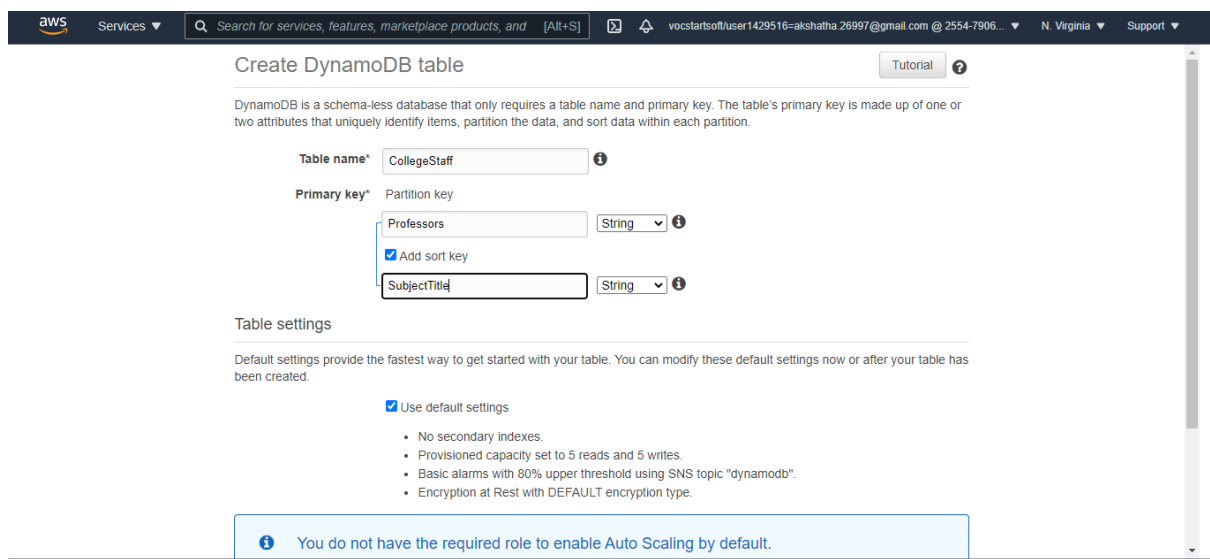 aws Services ▼ Search for services, features, marketplace products, and [Alt+S] vocstartsoft/user1429516=akshatha.26997@gmail.com @ 2554-7906... ▼ N. Virginia ▼ Support ▼
Create DynamoDB table Tutorial
DynamoDB is a schema-less database that only requires a table name and primary key. The table's primary key is made up of one or
two attributes that uniquely identify items, partition the data, and sort data within each partition.
Table name* CollegeStaff
Primary key* Partition key
Professors String
Add sort key
SubjectTitle String
Table settings
Default settings provide the fastest way to get started with your table. You can modify these default settings now or after your table has
been created.
Use default settings
• No secondary indexes.
• Provisioned capacity set to 5 reads and 5 writes.
• Basic alarms with 80% upper threshold using SNS topic "dynamodb".
• Encryption at Rest with DEFAULT encryption type.
You do not have the required role to enable Auto Scaling by default.